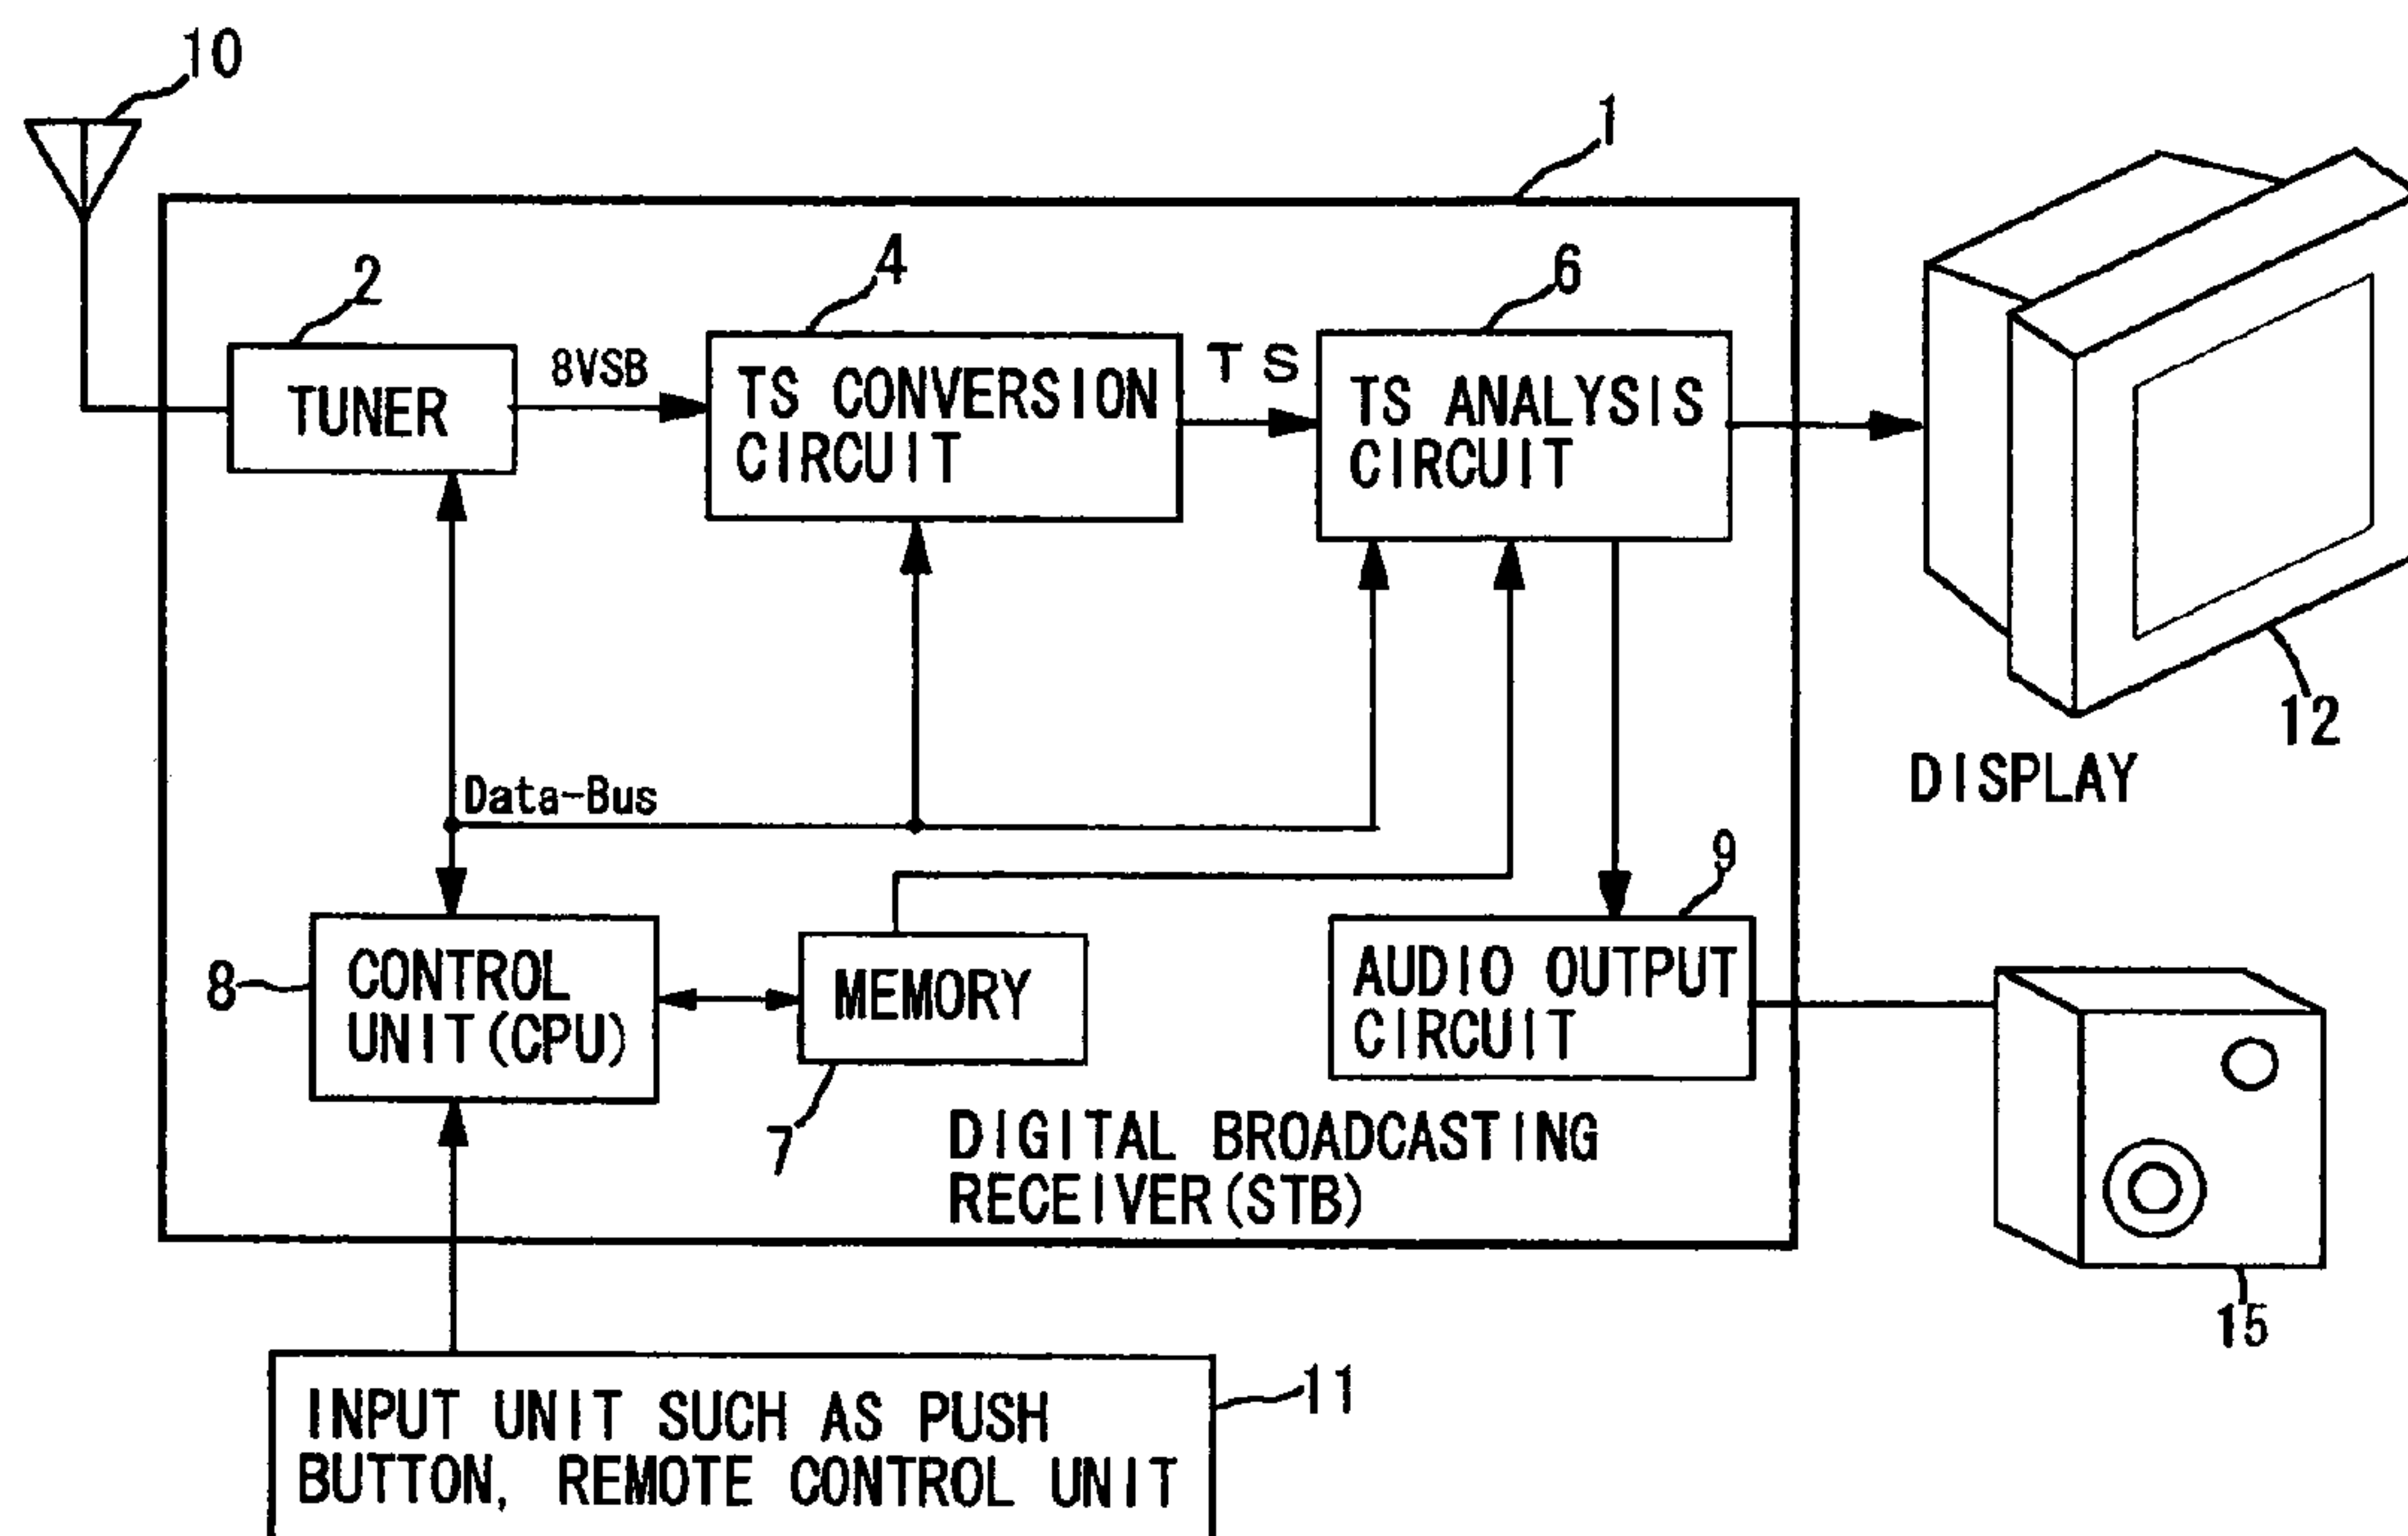 10
1
2
4
6
TUNER
8VSB
TS CONVERSION
CIRCUIT
TS
TS ANALYSIS
CIRCUIT
12
DISPLAY
Data-Bus
9
8
CONTROL
UNIT(CPU)
MEMORY
7
AUDIO OUTPUT
CIRCUIT
DIGITAL BROADCASTING
RECEIVER(STB)
15
11
INPUT UNIT SUCH AS PUSH
BUTTON, REMOTE CONTROL UNIT